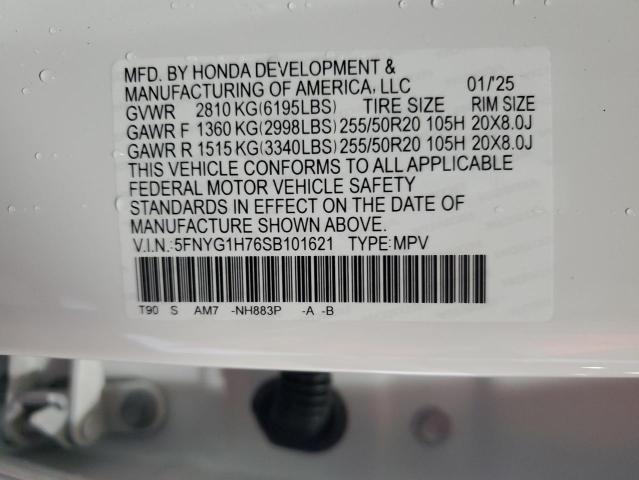 MFD. BY HONDA DEVELOPMENT &
MANUFACTURING OF AMERICA, LLC 01/'25
GVWR 2810 KG(6195LBS) TIRE SIZE RIM SIZE
GAWR F 1360 KG(2998LBS) 255/50R20 105H 20X8.0J
GAWR R 1515 KG(3340LBS) 255/50R20 105H 20X8.0J
THIS VEHICLE CONFORMS TO ALL APPLICABLE
FEDERAL MOTOR VEHICLE SAFETY
STANDARDS IN EFFECT ON THE DATE OF
MANUFACTURE SHOWN ABOVE.
V.I.N.:5FNYG1H76SB101621 TYPE:MPV
T90 S AM7 -NH883P -A -B